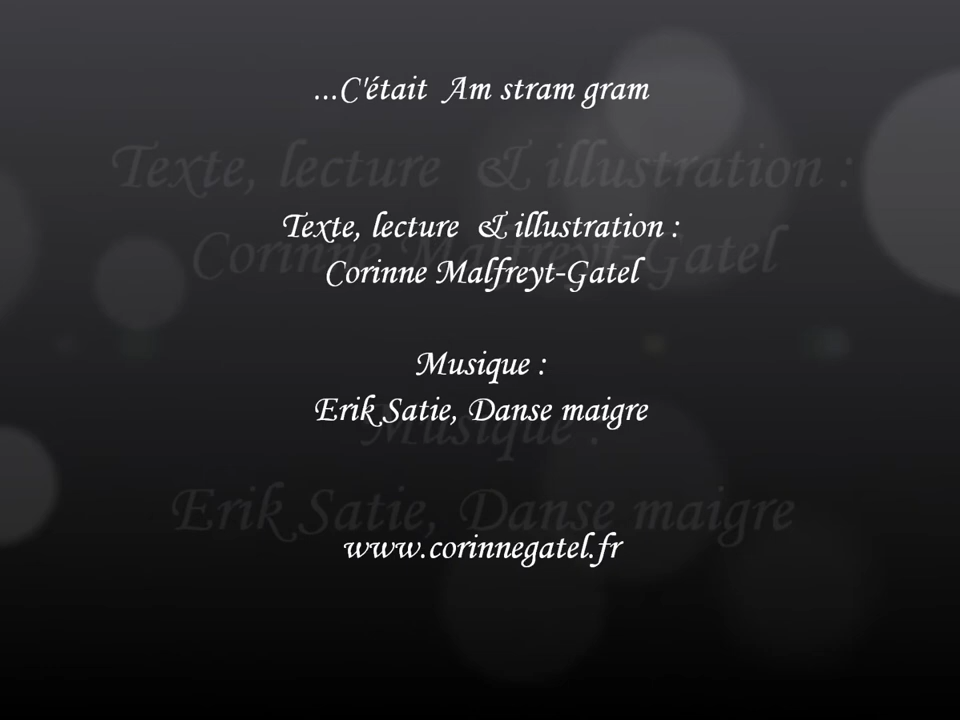 ...C'était Am stram gram
Texte, lecture & illustration :
Corinne Malfreyt-Gatel
Musique :
Erik Satie, Danse maigre
www.corinnegatel.fr